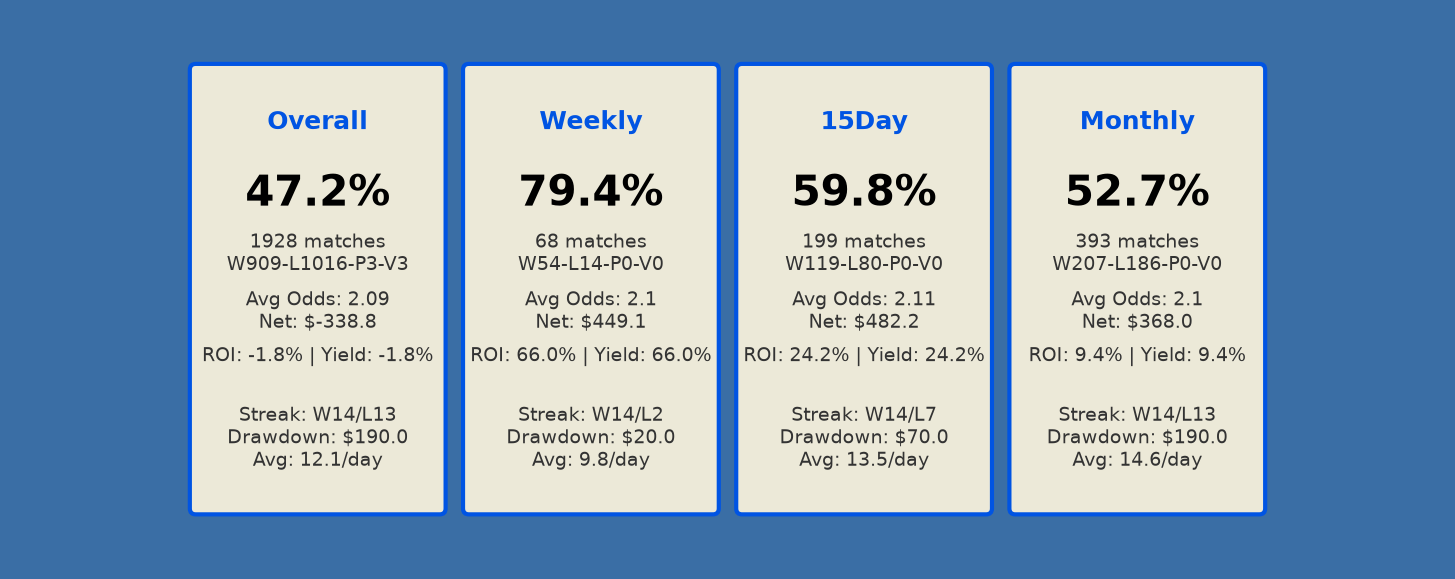 Overall
47.2%
1928 matches
W909-L1016-P3-V3
Avg Odds: 2.09
Net: $-338.8
ROI: -1.8% | Yield: -1.8%
Streak: W14/L13
Drawdown: $190.0
Avg: 12.1/day
Weekly
79.4%
68 matches
W54-L14-P0-V0
Avg Odds: 2.1
Net: $449.1
ROI: 66.0% | Yield: 66.0%
Streak: W14/L2
Drawdown: $20.0
Avg: 9.8/day
15Day
59.8%
199 matches
W119-L80-P0-V0
Avg Odds: 2.11
Net: $482.2
ROI: 24.2% | Yield: 24.2%
Streak: W14/L7
Drawdown: $70.0
Avg: 13.5/day
Monthly
52.7%
393 matches
W207-L186-P0-V0
Avg Odds: 2.1
Net: $368.0
ROI: 9.4% | Yield: 9.4%
Streak: W14/L13
Drawdown: $190.0
Avg: 14.6/day